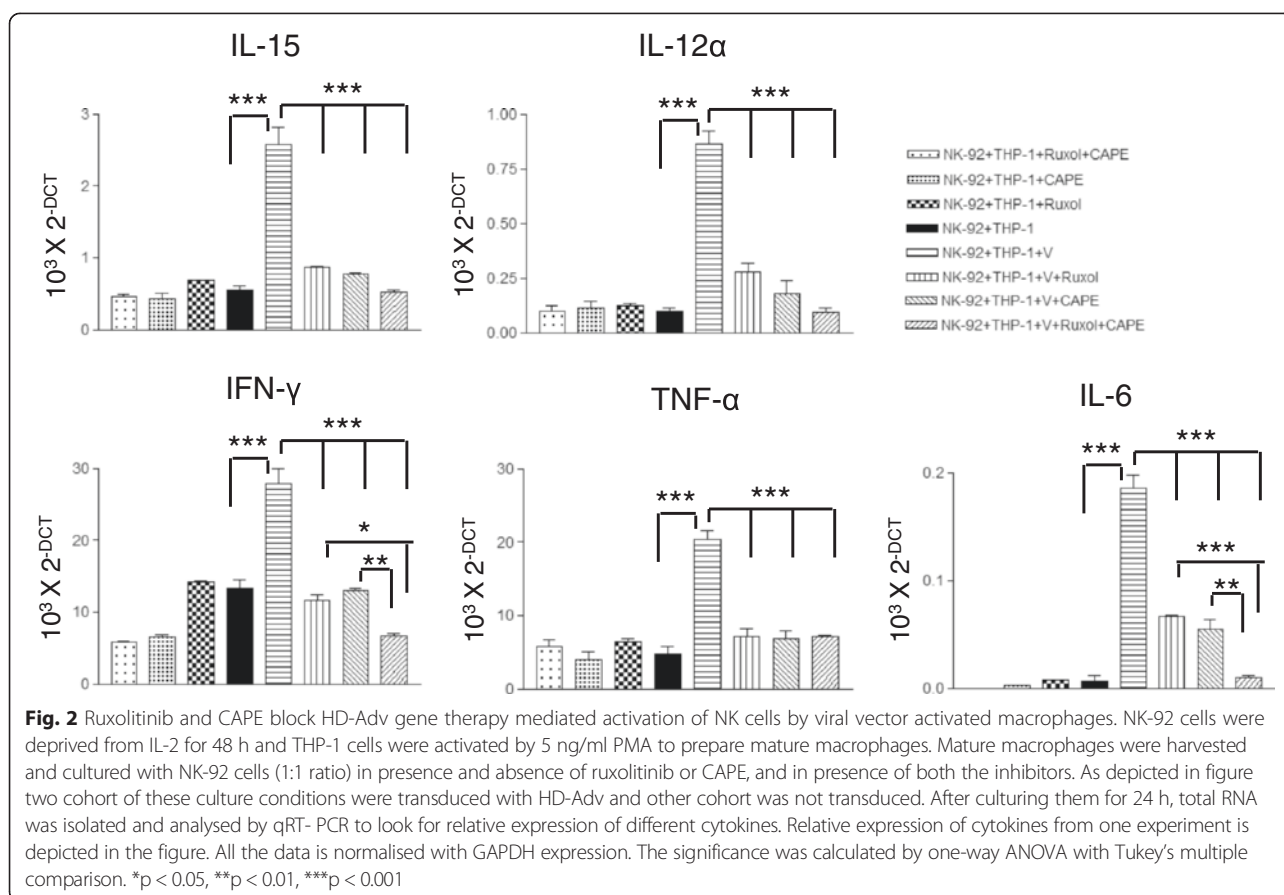 IL-15
IL-12α
*** ***
*** ***
3
2
1
0
10³ X 2⁻ᴰᶜᵀ
1.00
0.75
0.50
0.25
0.00
10³ X 2⁻ᴰᶜᵀ
NK-92+THP-1+Ruxol+CAPE
NK-92+THP-1+CAPE
NK-92+THP-1+Ruxol
NK-92+THP-1
NK-92+THP-1+V
NK-92+THP-1+V+Ruxol
NK-92+THP-1+V+CAPE
NK-92+THP-1+V+Ruxol+CAPE
IFN-γ
TNF-α
IL-6
*** ***
*
**
30
20
10
0
10³ X 2⁻ᴰᶜᵀ
*** ***
30
20
10
0
10³ X 2⁻ᴰᶜᵀ
*** ***
***
**
0.2
0.1
0.0
10³ X 2⁻ᴰᶜᵀ
Fig. 2 Ruxolitinib and CAPE block HD-Adv gene therapy mediated activation of NK cells by viral vector activated macrophages. NK-92 cells were
deprived from IL-2 for 48 h and THP-1 cells were activated by 5 ng/ml PMA to prepare mature macrophages. Mature macrophages were harvested
and cultured with NK-92 cells (1:1 ratio) in presence and absence of ruxolitinib or CAPE, and in presence of both the inhibitors. As depicted in figure
two cohort of these culture conditions were transduced with HD-Adv and other cohort was not transduced. After culturing them for 24 h, total RNA
was isolated and analysed by qRT- PCR to look for relative expression of different cytokines. Relative expression of cytokines from one experiment is
depicted in the figure. All the data is normalised with GAPDH expression. The significance was calculated by one-way ANOVA with Tukey's multiple
comparison. *p < 0.05, **p < 0.01, ***p < 0.001